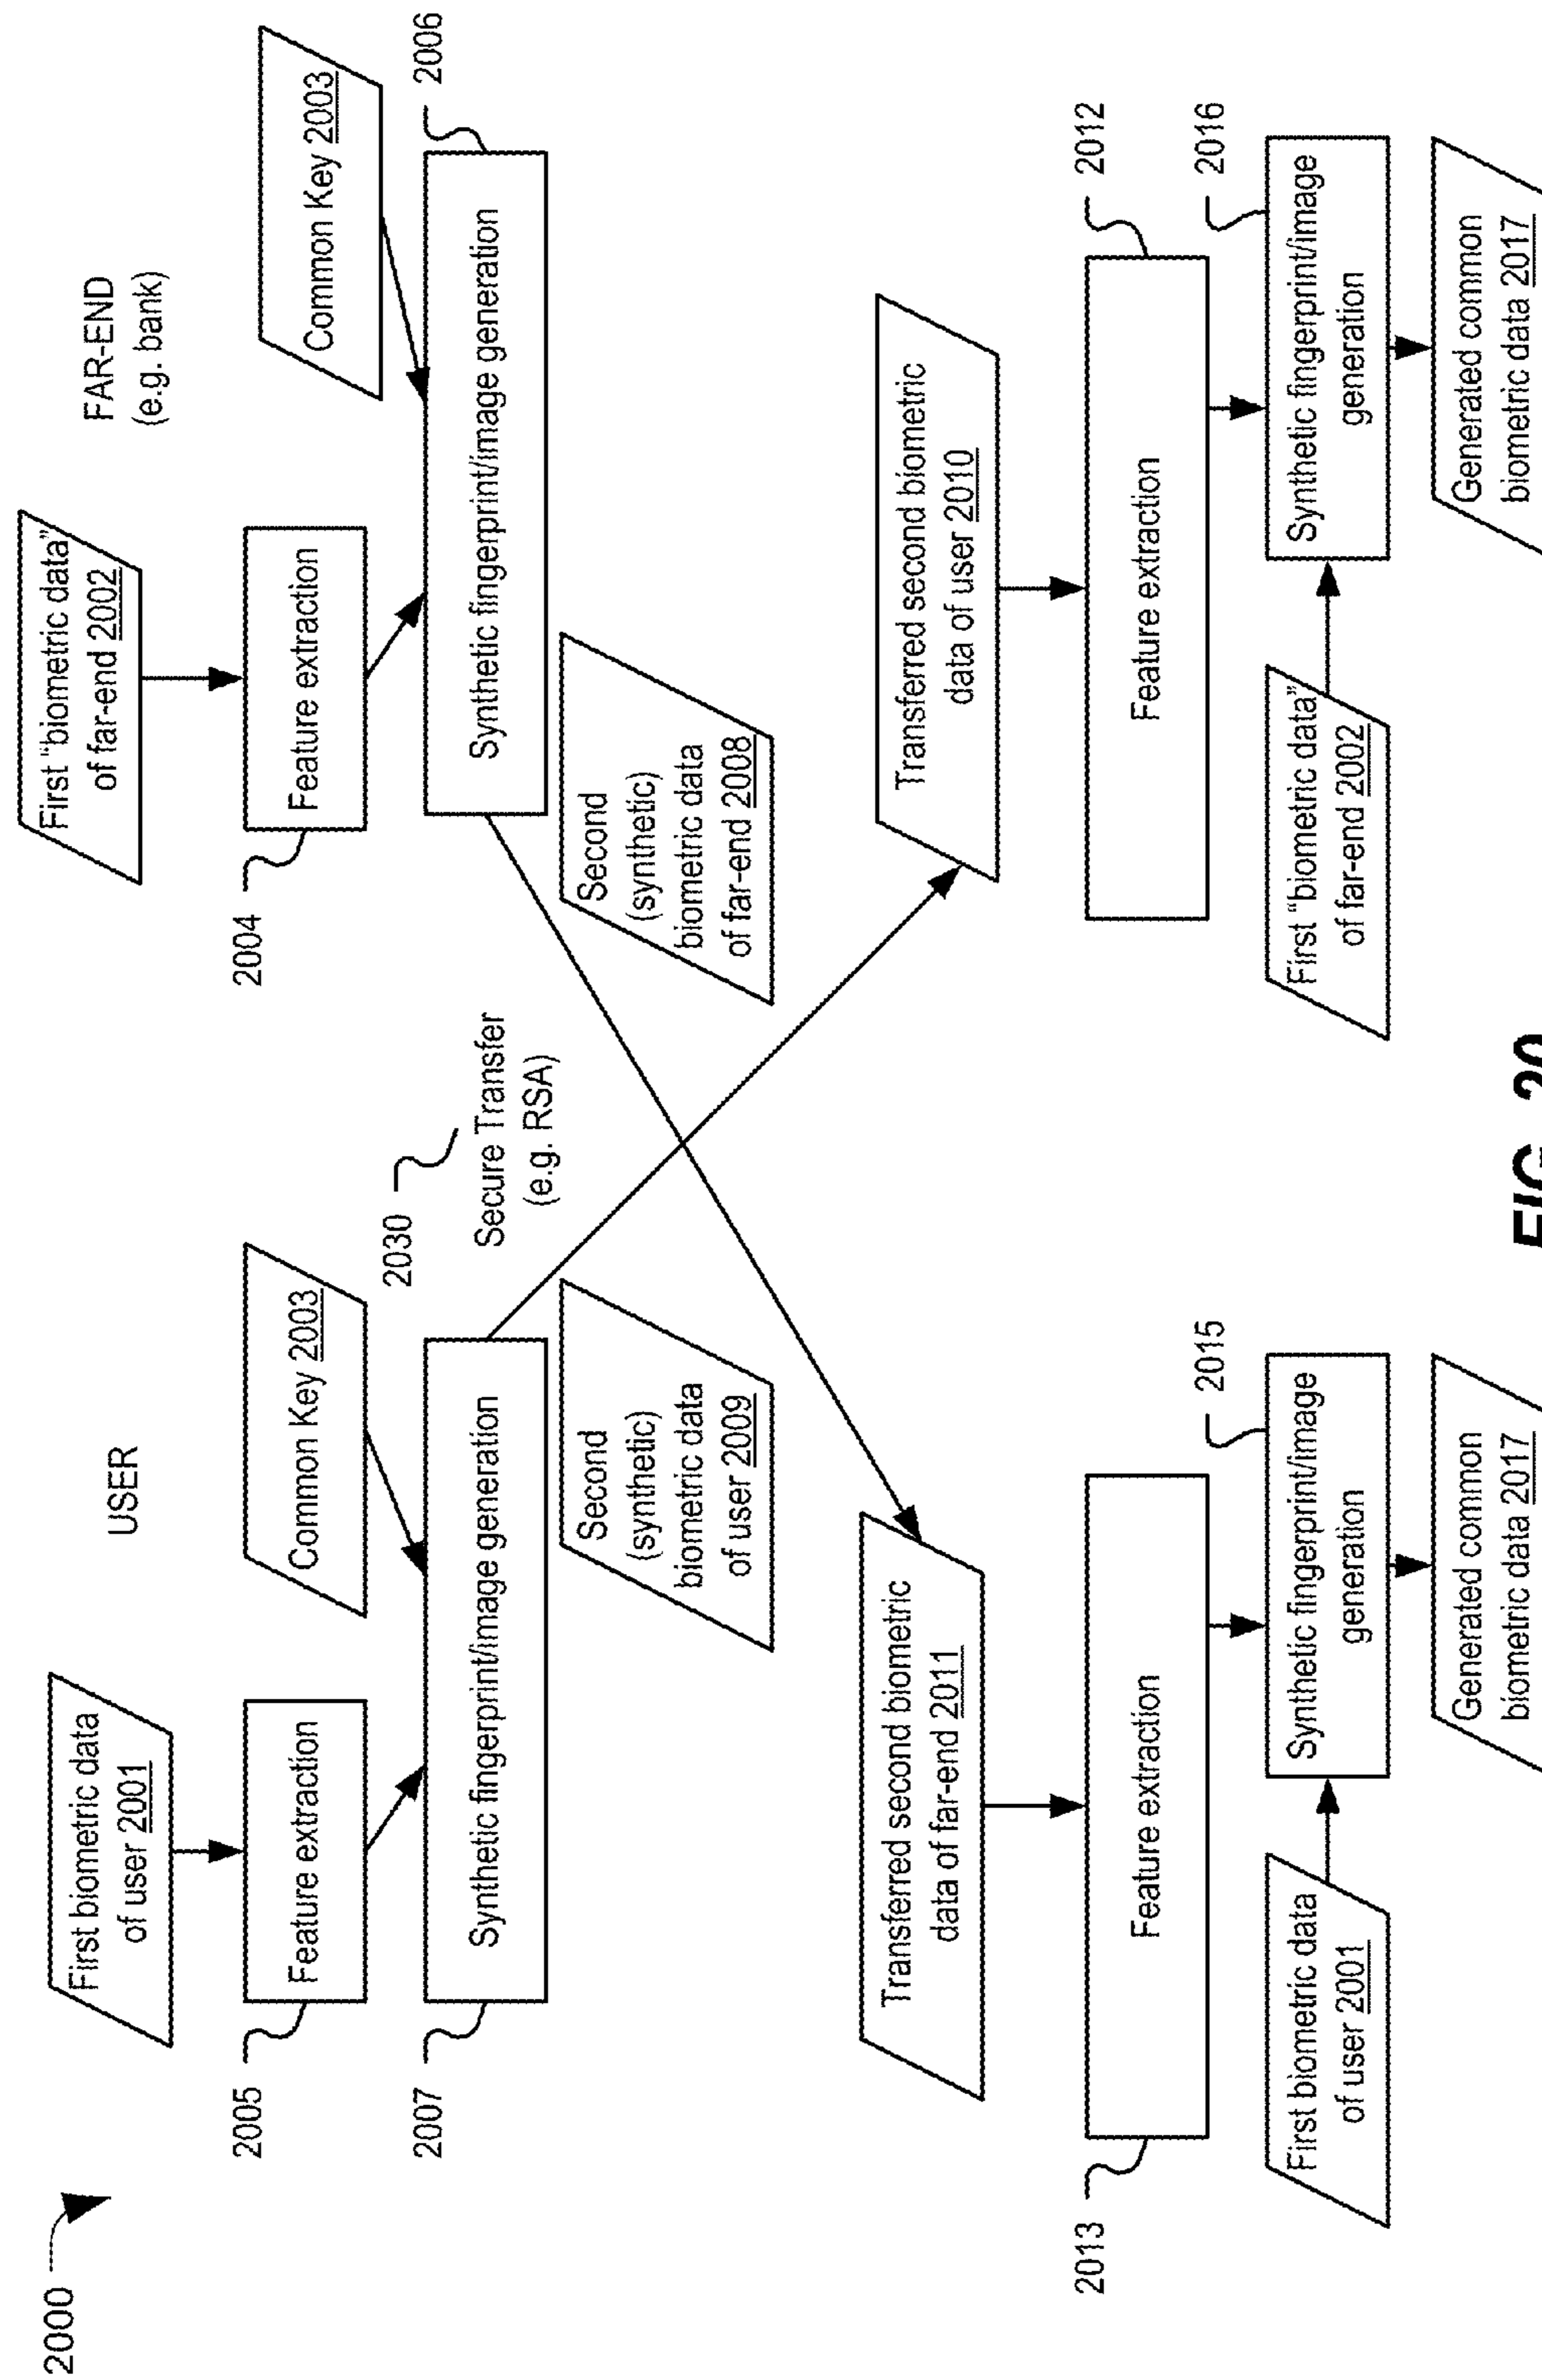 2000
USER
FAR-END
(e.g. bank)
First biometric data
of user 2001
First “biometric data”
of far-end 2002
2005
Feature extraction
Common Key 2003
2004
Feature extraction
Common Key 2003
2030
Secure Transfer
(e.g. RSA)
2007
Synthetic fingerprint/image generation
Synthetic fingerprint/image generation
2006
Second
(synthetic)
biometric data
of user 2009
Second
(synthetic)
biometric data
of far-end 2008
Transferred second biometric
data of far-end 2011
Transferred second biometric
data of user 2010
2013
Feature extraction
Feature extraction
2012
First biometric data
of user 2001
Synthetic fingerprint/image
generation
2015
First “biometric data”
of far-end 2002
Synthetic fingerprint/image
generation
2016
Generated common
biometric data 2017
Generated common
biometric data 2017
FIG. 20